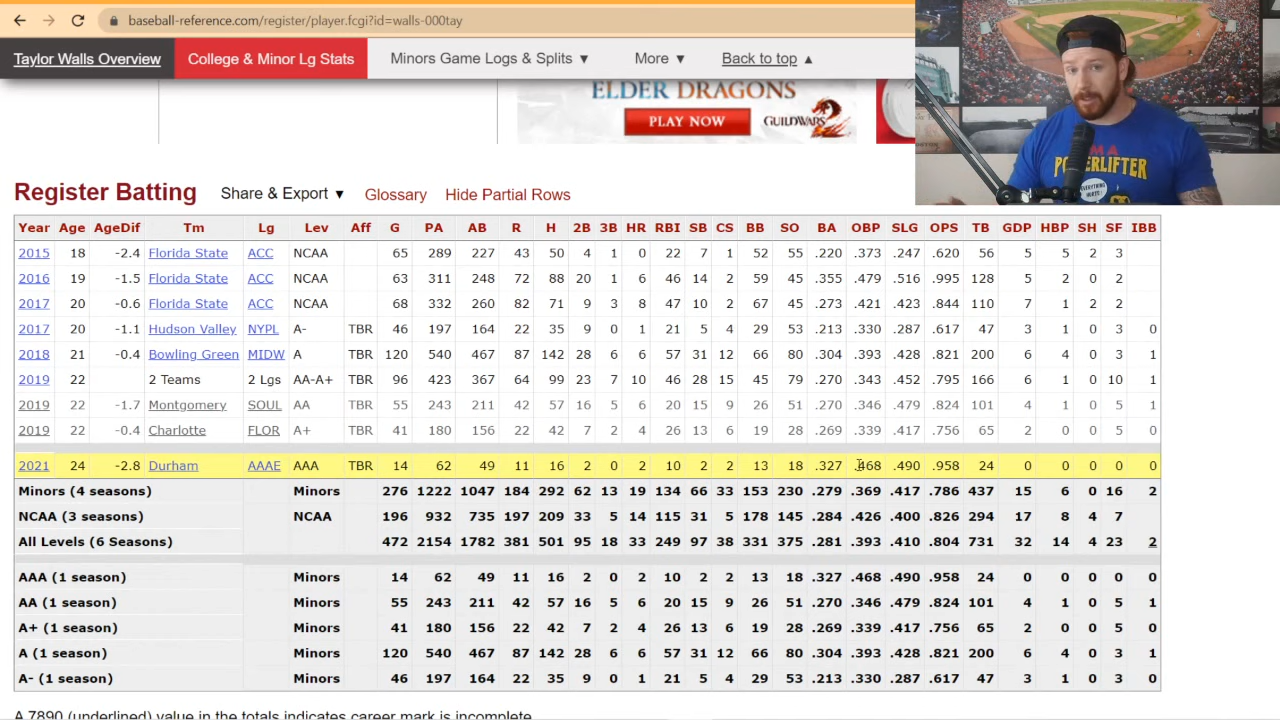 baseball-reference.com/register/player.fcgi?id=walls-000tay
Taylor Walls Overview College & Minor Lg Stats Minors Game Logs & Splits ▼ More ▼ Back to top ▲
ELDER DRAGONS
PLAY NOW GUILDWARS
POWERLIFTER
EVERYTHING
HURTS
Register Batting Share & Export ▼ Glossary Hide Partial Rows
Year Age AgeDif Tm Lg Lev Aff G PA AB R H 2B 3B HR RBI SB CS BB SO BA OBP SLG OPS TB GDP HBP SH SF IBB
2015 18 -2.4 Florida State ACC NCAA 65 289 227 43 50 4 1 0 22 7 1 52 55 .220 .373 .247 .620 56 5 5 2 3
2016 19 -1.5 Florida State ACC NCAA 63 311 248 72 88 20 1 6 46 14 2 59 45 .355 .479 .516 .995 128 5 2 0 2
2017 20 -0.6 Florida State ACC NCAA 68 332 260 82 71 9 3 8 47 10 2 67 45 .273 .421 .423 .844 110 7 1 2 2
2017 20 -1.1 Hudson Valley NYPL A- TBR 46 197 164 22 35 9 0 1 21 5 4 29 53 .213 .330 .287 .617 47 3 1 0 3 0
2018 21 -0.4 Bowling Green MIDW A TBR 120 540 467 87 142 28 6 6 57 31 12 66 80 .304 .393 .428 .821 200 6 4 0 3 1
2019 22 2 Teams 2 Lgs AA-A+ TBR 96 423 367 64 99 23 7 10 46 28 15 45 79 .270 .343 .452 .795 166 6 1 0 10 1
2019 22 -1.7 Montgomery SOUL AA TBR 55 243 211 42 57 16 5 6 20 15 9 26 51 .270 .346 .479 .824 101 4 1 0 5 1
2019 22 -0.4 Charlotte FLOR A+ TBR 41 180 156 22 42 7 2 4 26 13 6 19 28 .269 .339 .417 .756 65 2 0 0 5 0
2021 24 -2.8 Durham AAAE AAA TBR 14 62 49 11 16 2 0 2 10 2 2 13 18 .327 .468 .490 .958 24 0 0 0 0 0
Minors (4 seasons) Minors 276 1222 1047 184 292 62 13 19 134 66 33 153 230 .279 .369 .417 .786 437 15 6 0 16 2
NCAA (3 seasons) NCAA 196 932 735 197 209 33 5 14 115 31 5 178 145 .284 .426 .400 .826 294 17 8 4 7
All Levels (6 Seasons) 472 2154 1782 381 501 95 18 33 249 97 38 331 375 .281 .393 .410 .804 731 32 14 4 23 2
AAA (1 season) Minors 14 62 49 11 16 2 0 2 10 2 2 13 18 .327 .468 .490 .958 24 0 0 0 0 0
AA (1 season) Minors 55 243 211 42 57 16 5 6 20 15 9 26 51 .270 .346 .479 .824 101 4 1 0 5 1
A+ (1 season) Minors 41 180 156 22 42 7 2 4 26 13 6 19 28 .269 .339 .417 .756 65 2 0 0 5 0
A (1 season) Minors 120 540 467 87 142 28 6 6 57 31 12 66 80 .304 .393 .428 .821 200 6 4 0 3 1
A- (1 season) Minors 46 197 164 22 35 9 0 1 21 5 4 29 53 .213 .330 .287 .617 47 3 1 0 3 0
A 7890 (underlined) value in the totals indicates career mark is incomplete